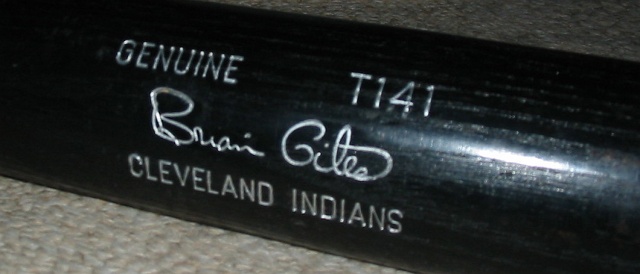 GENUINE T141
Brian Giles
CLEVELAND INDIANS